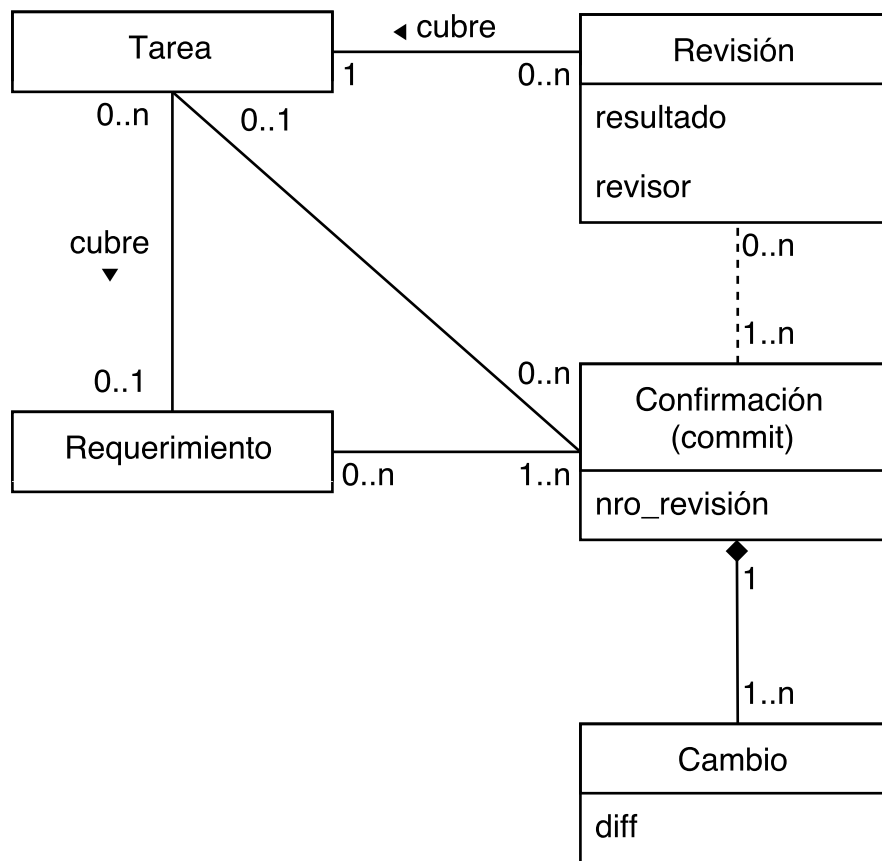 Tarea
cubre
Revisión
1
0..n
resultado
revisor
0..n
0..1
cubre
0..n
1..n
0..1
0..n
Confirmación
(commit)
Requerimiento
0..n
1..n
nro_revisión
1
1..n
Cambio
diff